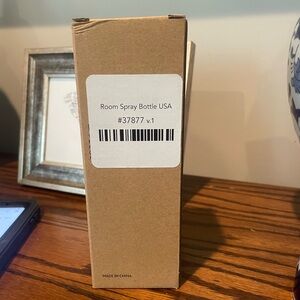 Room Spray Bottle USA
#37877 v.1
MADE IN CHINA